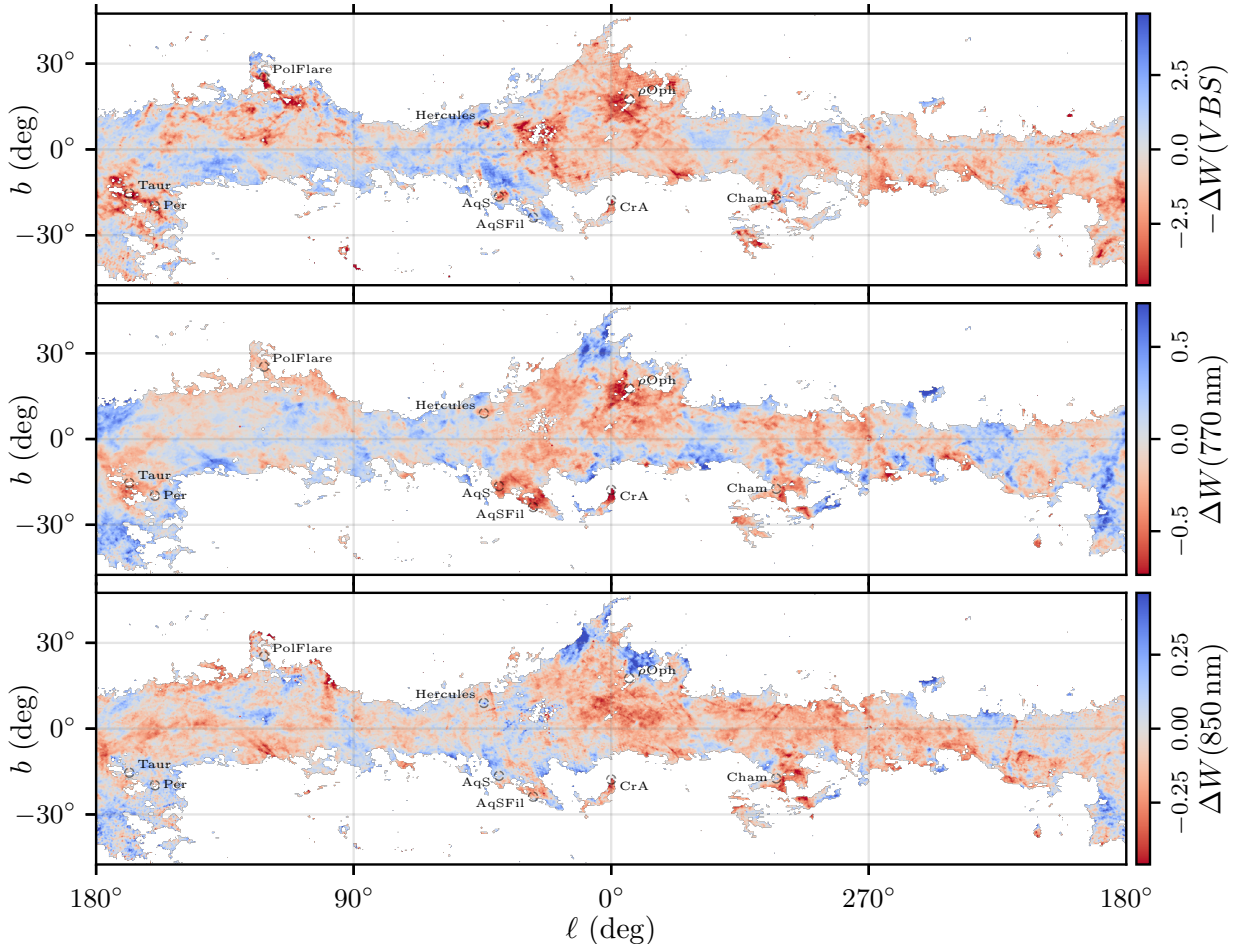 30°
0°
−30°
b (deg)
PolFlare
ρOph
Hercules
Taur
Per
AqS
AqSFil
CrA
Cham
2.5
0.0
−2.5
−ΔW(VBS)
30°
0°
−30°
b (deg)
PolFlare
ρOph
Hercules
Taur
Per
AqS
AqSFil
CrA
Cham
0.5
0.0
−0.5
ΔW(770 nm)
30°
0°
−30°
b (deg)
PolFlare
ρOph
Hercules
Taur
Per
AqS
AqSFil
CrA
Cham
0.25
0.00
−0.25
ΔW(850 nm)
180° 90° 0° 270° 180°
ℓ (deg)